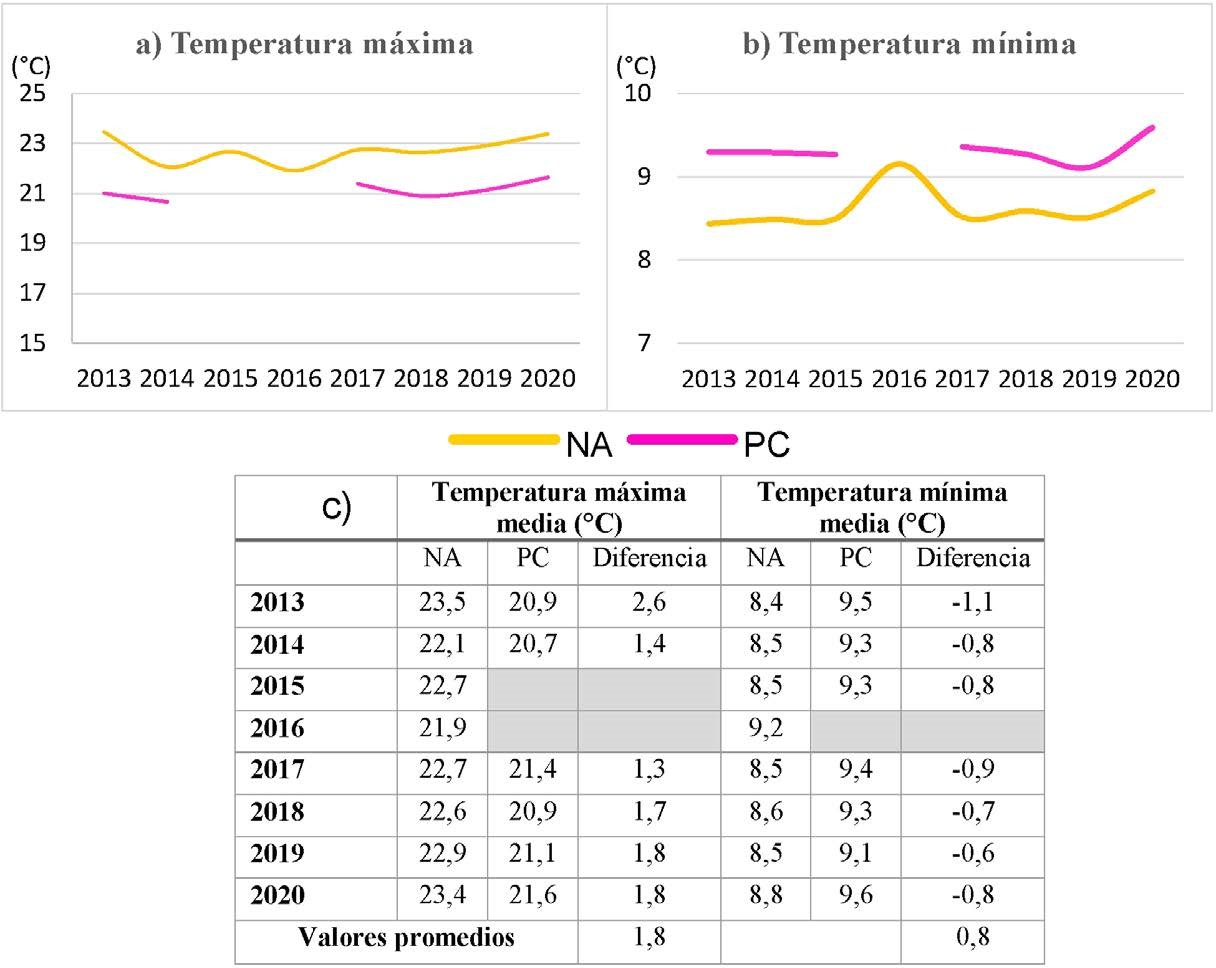 a) Temperatura máxima
(°C)
25
23
21
19
17
15
2013 2014 2015 2016 2017 2018 2019 2020
b) Temperatura mínima
(°C)
10
9
8
7
2013 2014 2015 2016 2017 2018 2019 2020
NA PC
c) Temperatura máxima media (°C) Temperatura mínima media (°C)
NA PC Diferencia NA PC Diferencia
2013 23,5 20,9 2,6 8,4 9,5 -1,1
2014 22,1 20,7 1,4 8,5 9,3 -0,8
2015 22,7 8,5 9,3 -0,8
2016 21,9 9,2
2017 22,7 21,4 1,3 8,5 9,4 -0,9
2018 22,6 20,9 1,7 8,6 9,3 -0,7
2019 22,9 21,1 1,8 8,5 9,1 -0,6
2020 23,4 21,6 1,8 8,8 9,6 -0,8
Valores promedios 1,8 0,8